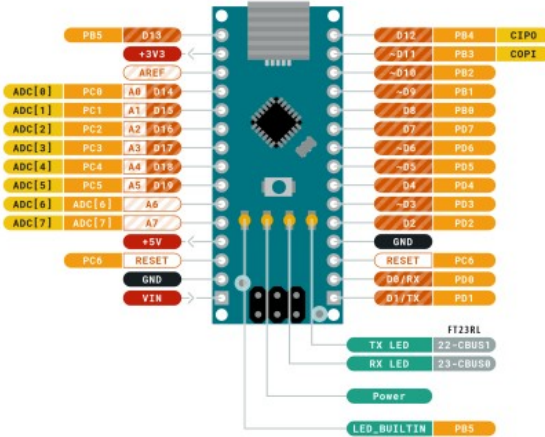 PB5 D13 D12 PB4 CIPO
+3V3 ~D11 PB3 COPI
AREF ~D10 PB2
ADC[0] PC0 A0 D14 ~D9 PB1
ADC[1] PC1 A1 D15 D8 PB0
ADC[2] PC2 A2 D16 D7 PD7
ADC[3] PC3 A3 D17 ~D6 PD6
ADC[4] PC4 A4 D18 ~D5 PD5
ADC[5] PC5 A5 D19 D4 PD4
ADC[6] ADC[6] A6 ~D3 PD3
ADC[7] ADC[7] A7 D2 PD2
+5V GND
PC6 RESET RESET PC6
GND D0/RX PD0
VIN D1/TX PD1
FT23RL
TX LED 22-CBUS1
RX LED 23-CBUS0
Power
LED_BUILTIN PB5